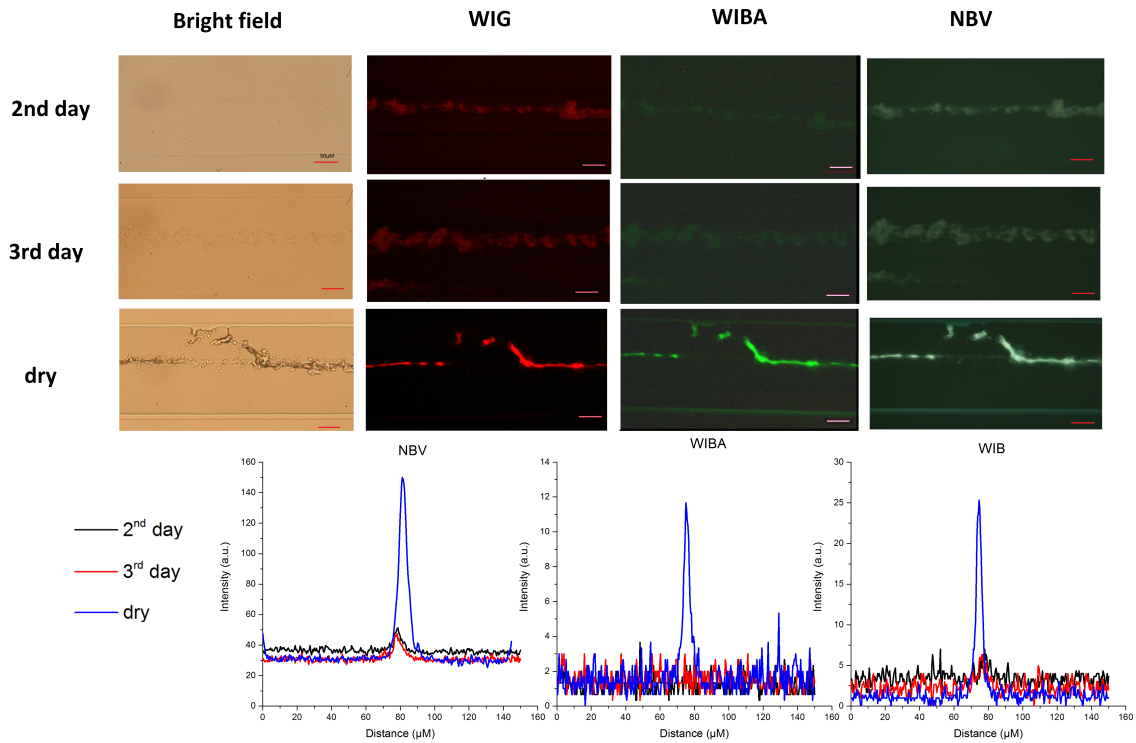 Bright field WIG WIBA NBV
2nd day
50μM
3rd day
dry
NBV WIBA WIB
2nd day
3rd day
dry
Intensity (a.u.)
160
140
120
100
80
60
40
20
0
0 20 40 60 80 100 120 140 160
Distance (μM)
Intensity (a.u.)
14
12
10
8
6
4
2
0
0 20 40 60 80 100 120 140 160
Distance (μM)
Intensity (a.u.)
30
25
20
15
10
5
0
0 20 40 60 80 100 120 140 160
Distance (μM)